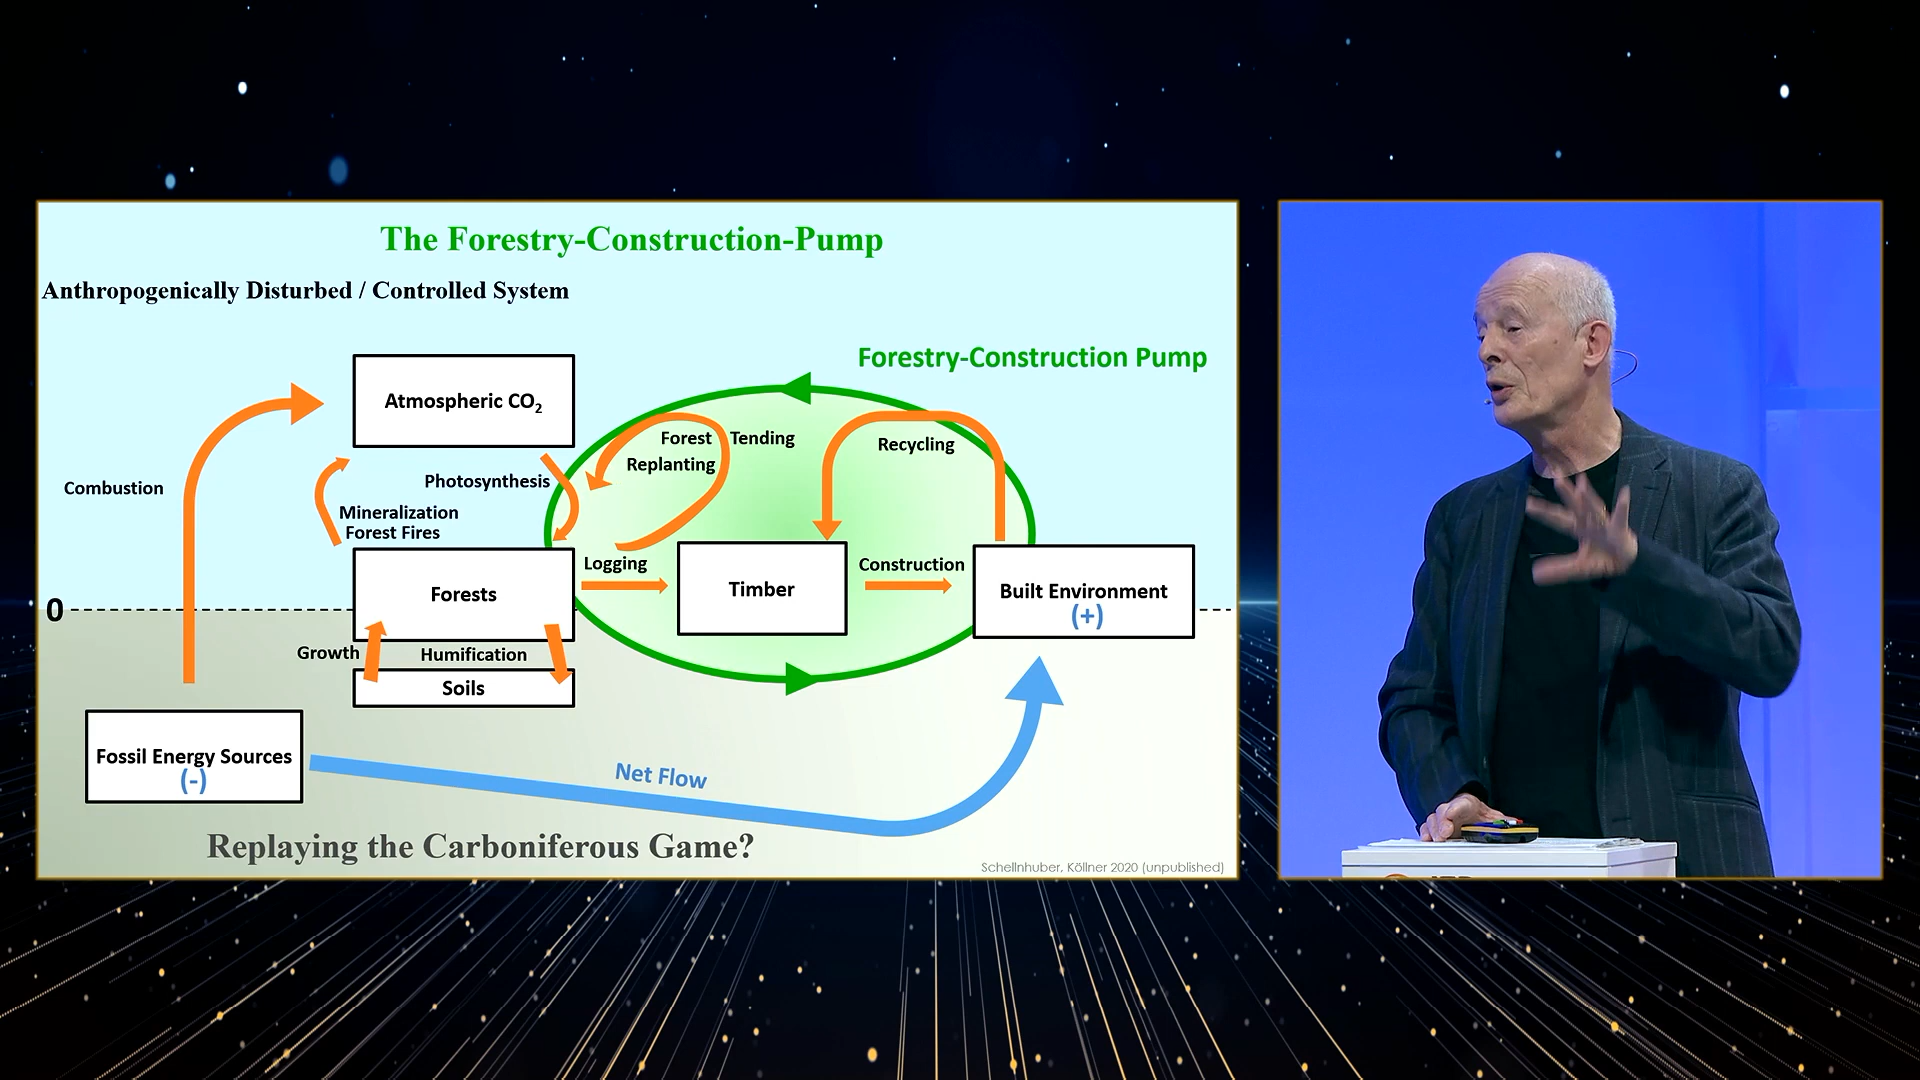 The Forestry-Construction-Pump
Anthropogenically Disturbed / Controlled System
Forestry-Construction Pump
Atmospheric CO₂
Forest Tending
Replanting
Recycling
Combustion
Photosynthesis
Mineralization
Forest Fires
Logging
Construction
Forests
Timber
Built Environment
(+)
0
Growth
Humification
Soils
Fossil Energy Sources
(-)
Net Flow
Replaying the Carboniferous Game?
Schellnhuber, Köllner 2020 (unpublished)